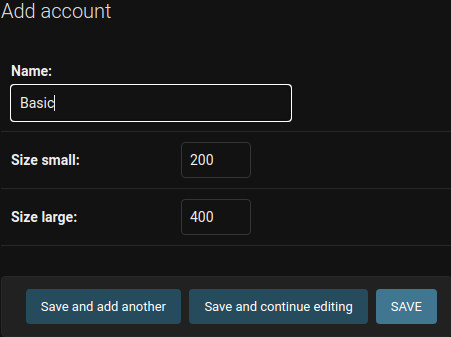 Add account
Name:
Basic
Size small: 200
Size large: 400
Save and add another Save and continue editing SAVE